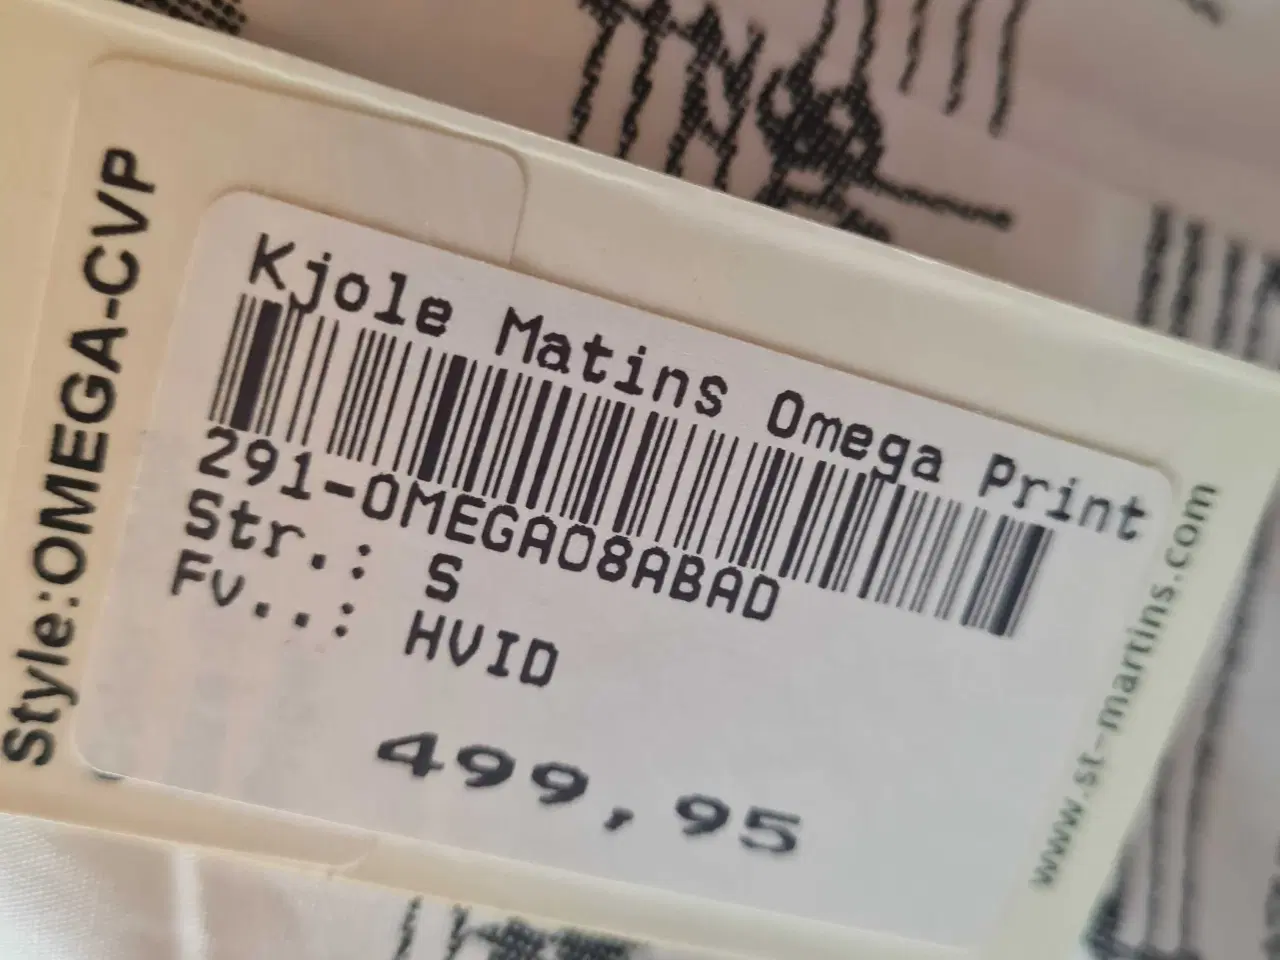 Style:OMEGA-CVP
Kjole Matins Omega Print
291-OMEGA08ABAD
Str.: S
Fv..: HVID
499,95
www.st-martins.com